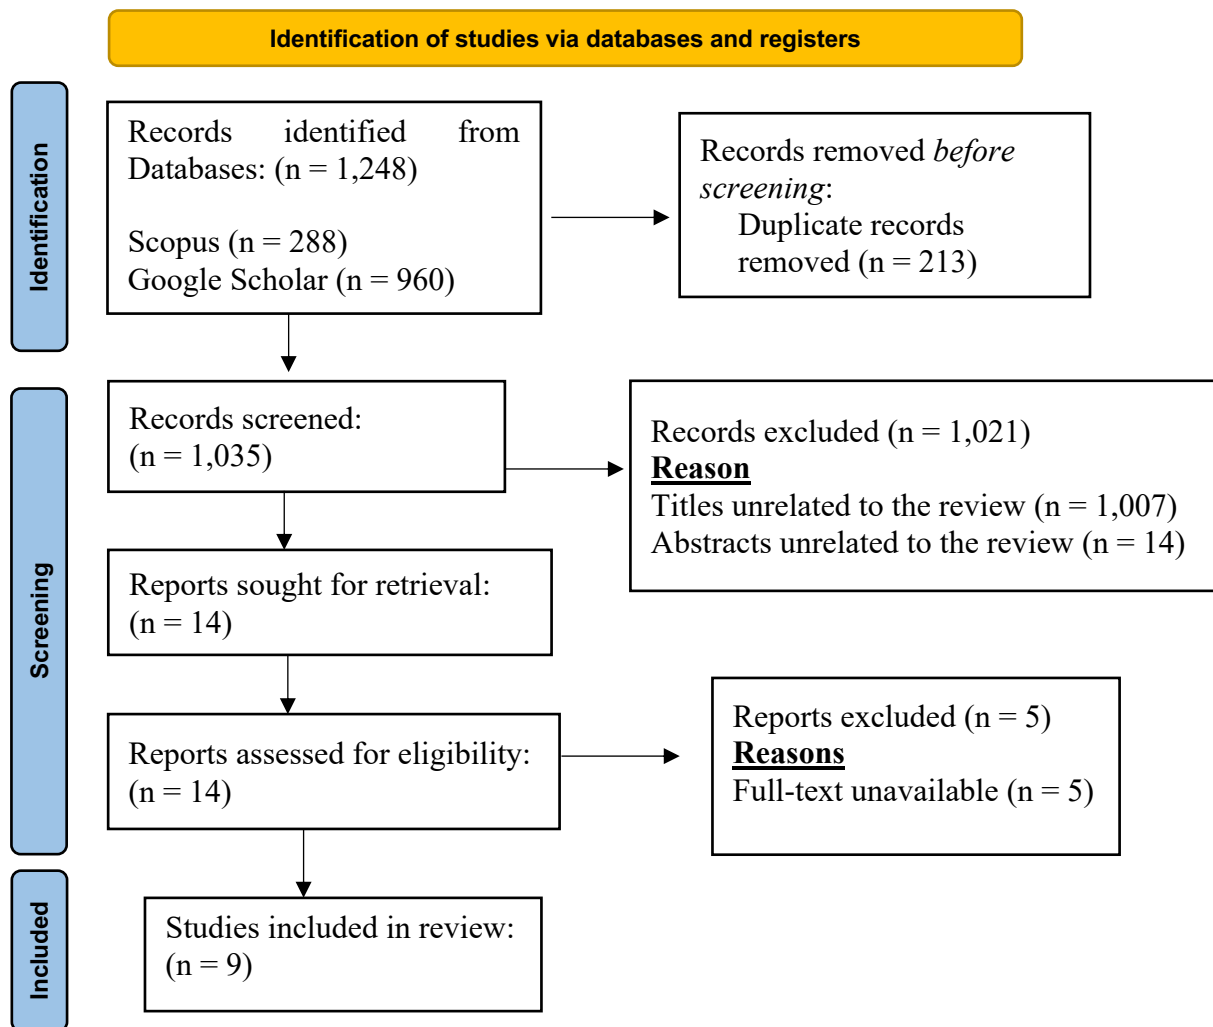 Identification of studies via databases and registers
Identification
Records identified from
Databases: (n = 1,248)
Scopus (n = 288)
Google Scholar (n = 960)
Records removed before
screening:
Duplicate records
removed (n = 213)
Screening
Records screened:
(n = 1,035)
Records excluded (n = 1,021)
Reason
Titles unrelated to the review (n = 1,007)
Abstracts unrelated to the review (n = 14)
Reports sought for retrieval:
(n = 14)
Reports assessed for eligibility:
(n = 14)
Reports excluded (n = 5)
Reasons
Full-text unavailable (n = 5)
Included
Studies included in review:
(n = 9)